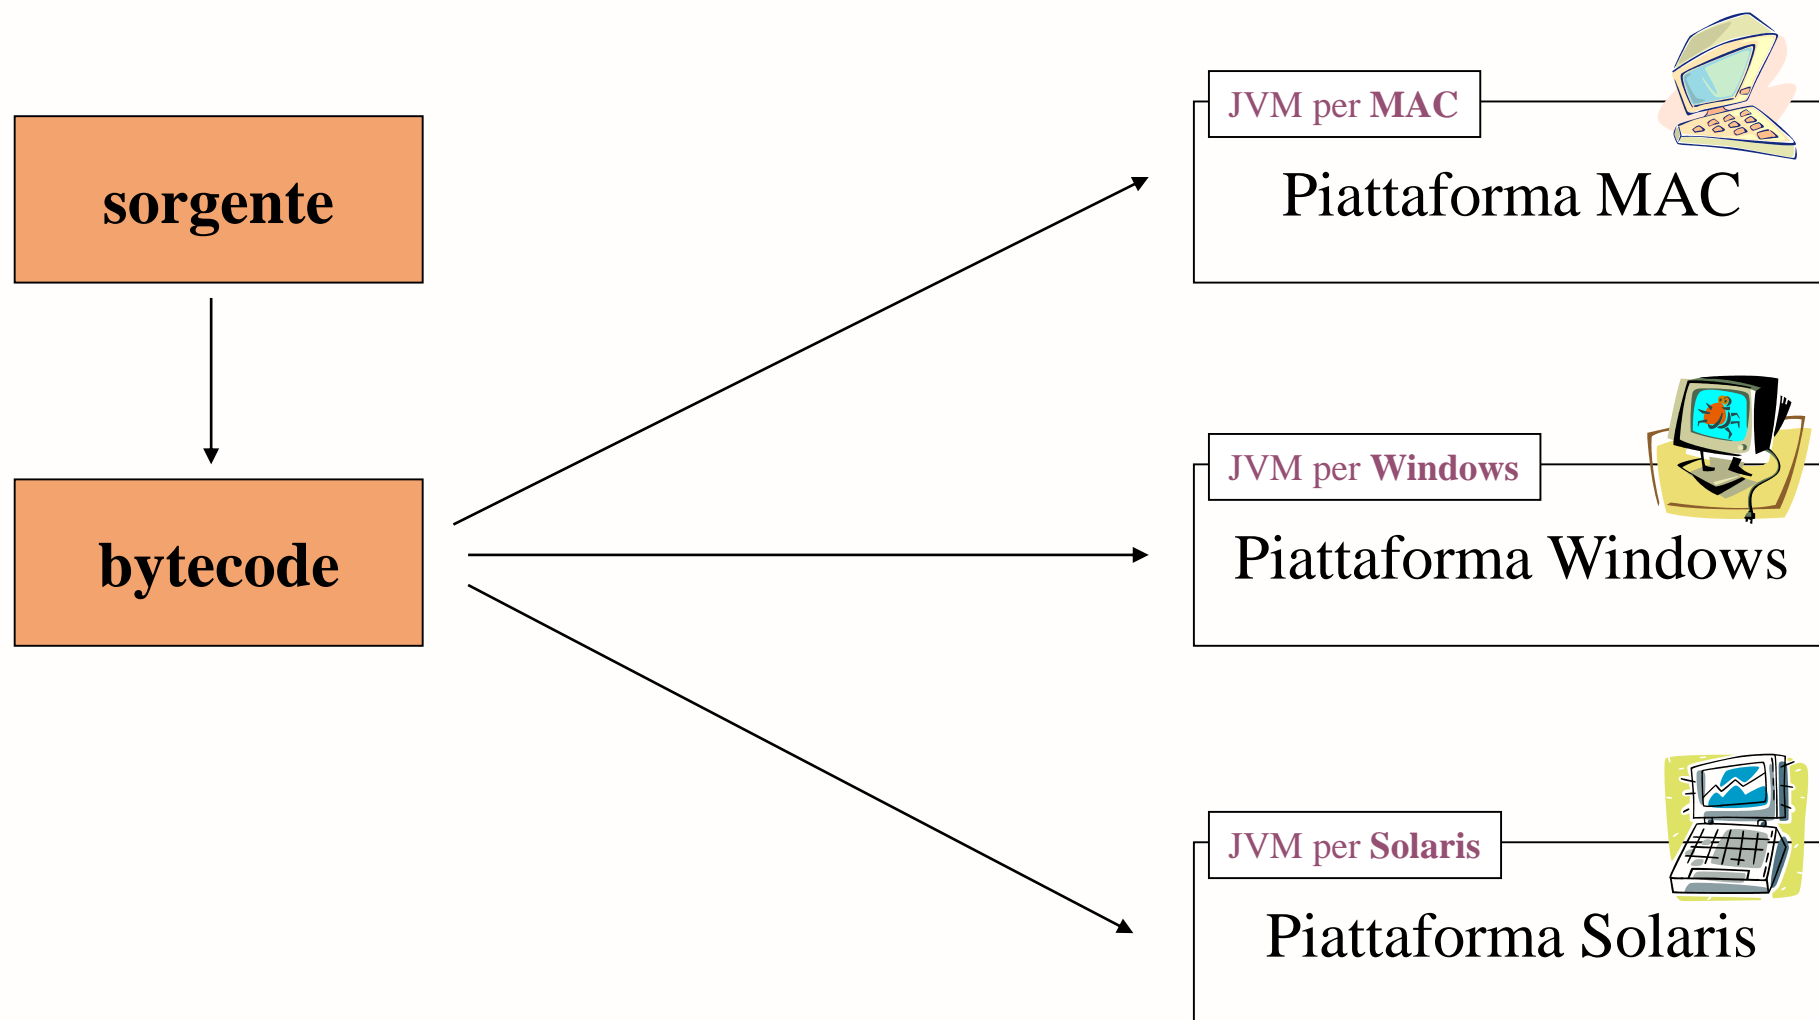 sorgente
bytecode
JVM per MAC
Piattaforma MAC
JVM per Windows
Piattaforma Windows
JVM per Solaris
Piattaforma Solaris